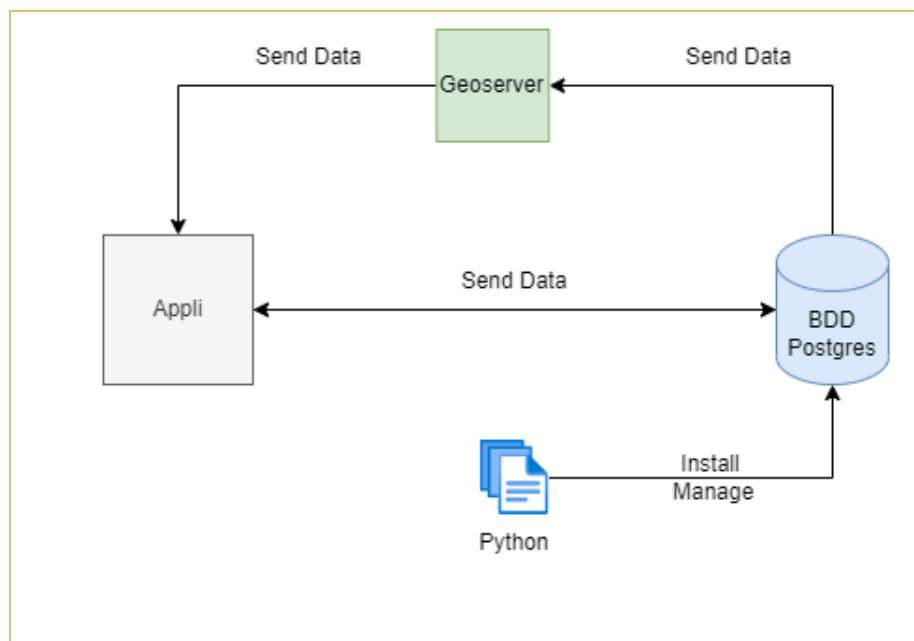 Send Data
Geoserver
Send Data
Appli
Send Data
BDD
Postgres
Install
Manage
Python